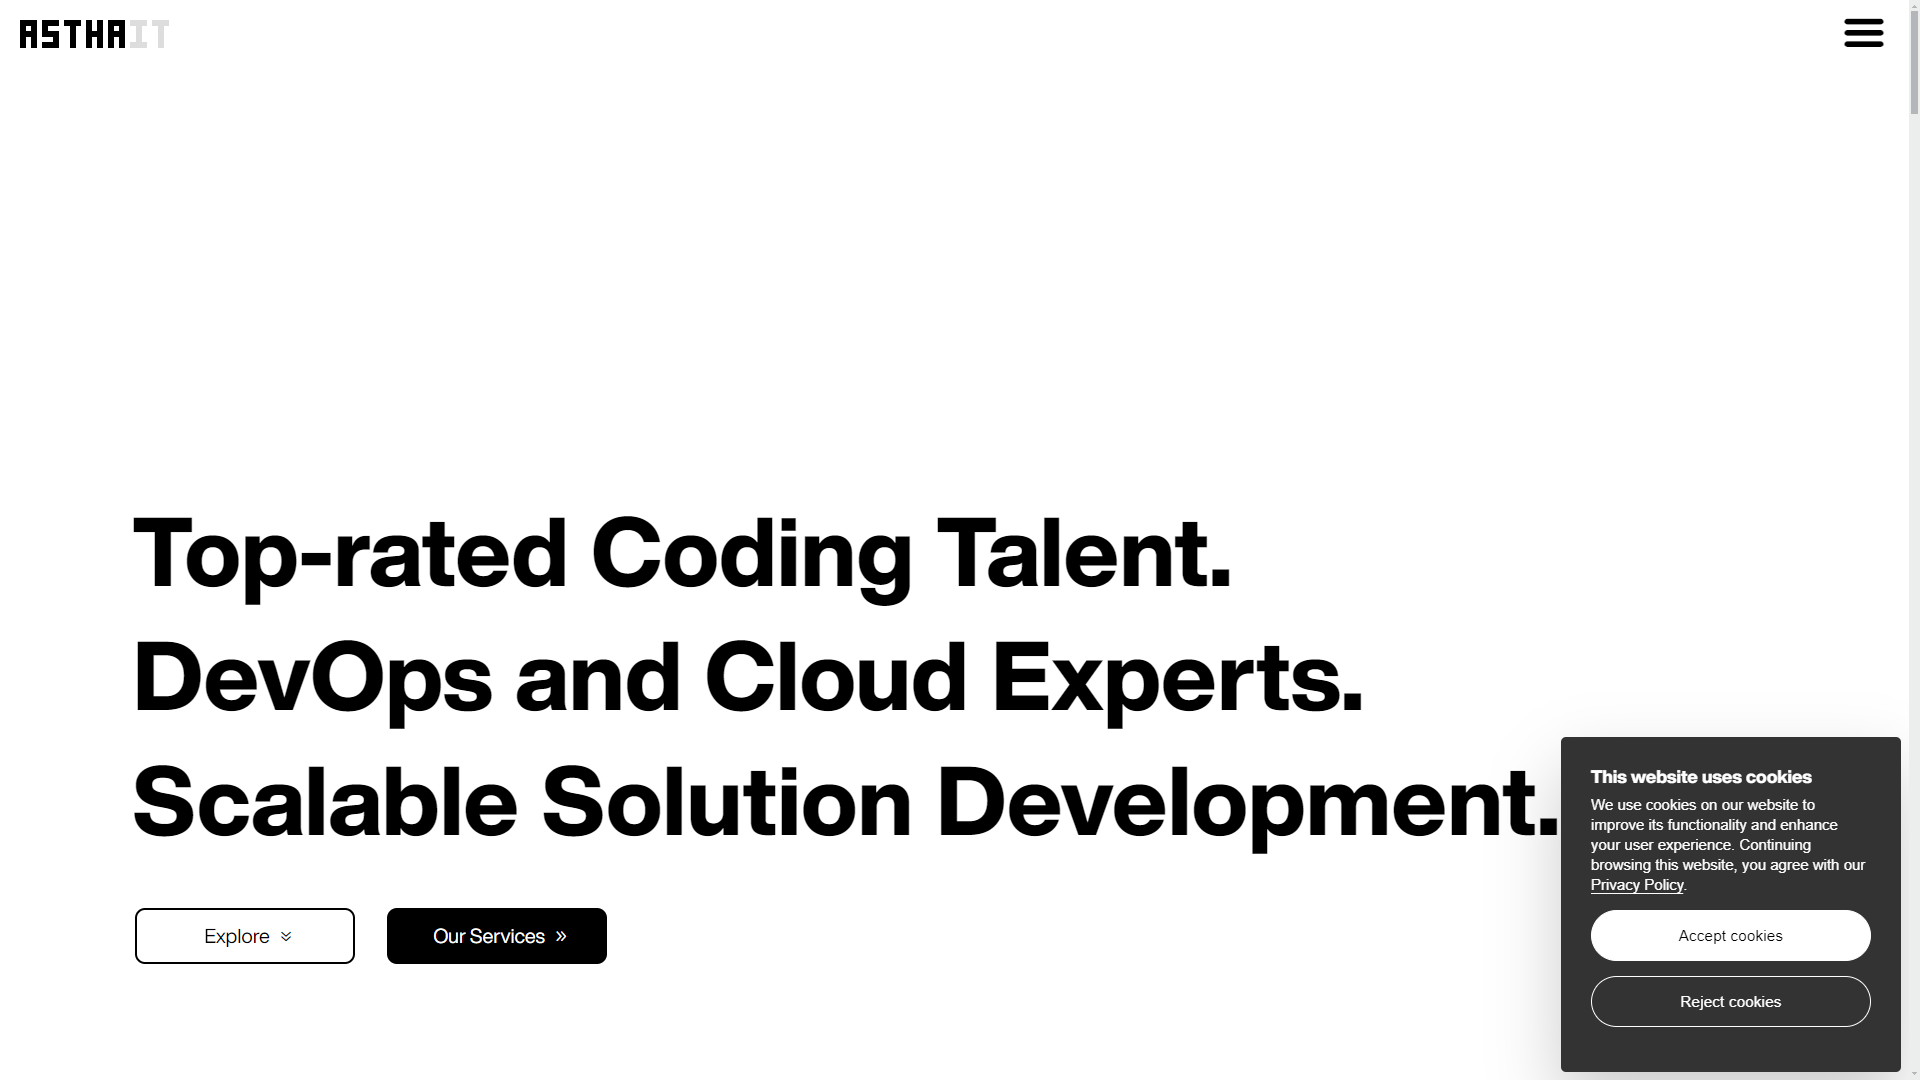 ASTHAIT
Top-rated Coding Talent.
DevOps and Cloud Experts.
Scalable Solution Development.
Explore
Our Services »
This website uses cookies
We use cookies on our website to
improve its functionality and enhance
your user experience. Continuing
browsing this website, you agree with our
Privacy Policy.
Accept cookies
Reject cookies